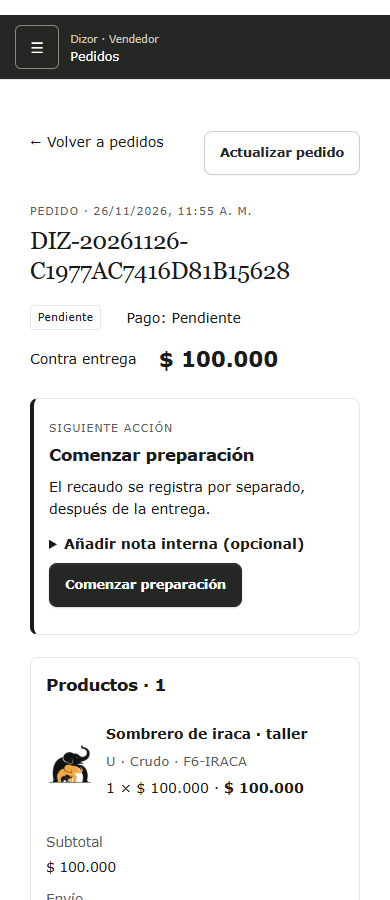 ☰
Dizor · Vendedor
Pedidos
← Volver a pedidos
Actualizar pedido
PEDIDO · 26/11/2026, 11:55 A. M.
DIZ-20261126-
C1977AC7416D81B15628
Pendiente
Pago: Pendiente
Contra entrega
$ 100.000
SIGUIENTE ACCIÓN
Comenzar preparación
El recaudo se registra por separado,
después de la entrega.
▶ Añadir nota interna (opcional)
Comenzar preparación
Productos · 1
Sombrero de iraca · taller
U · Crudo · F6-IRACA
1 × $ 100.000 · $ 100.000
Subtotal
$ 100.000
Envío